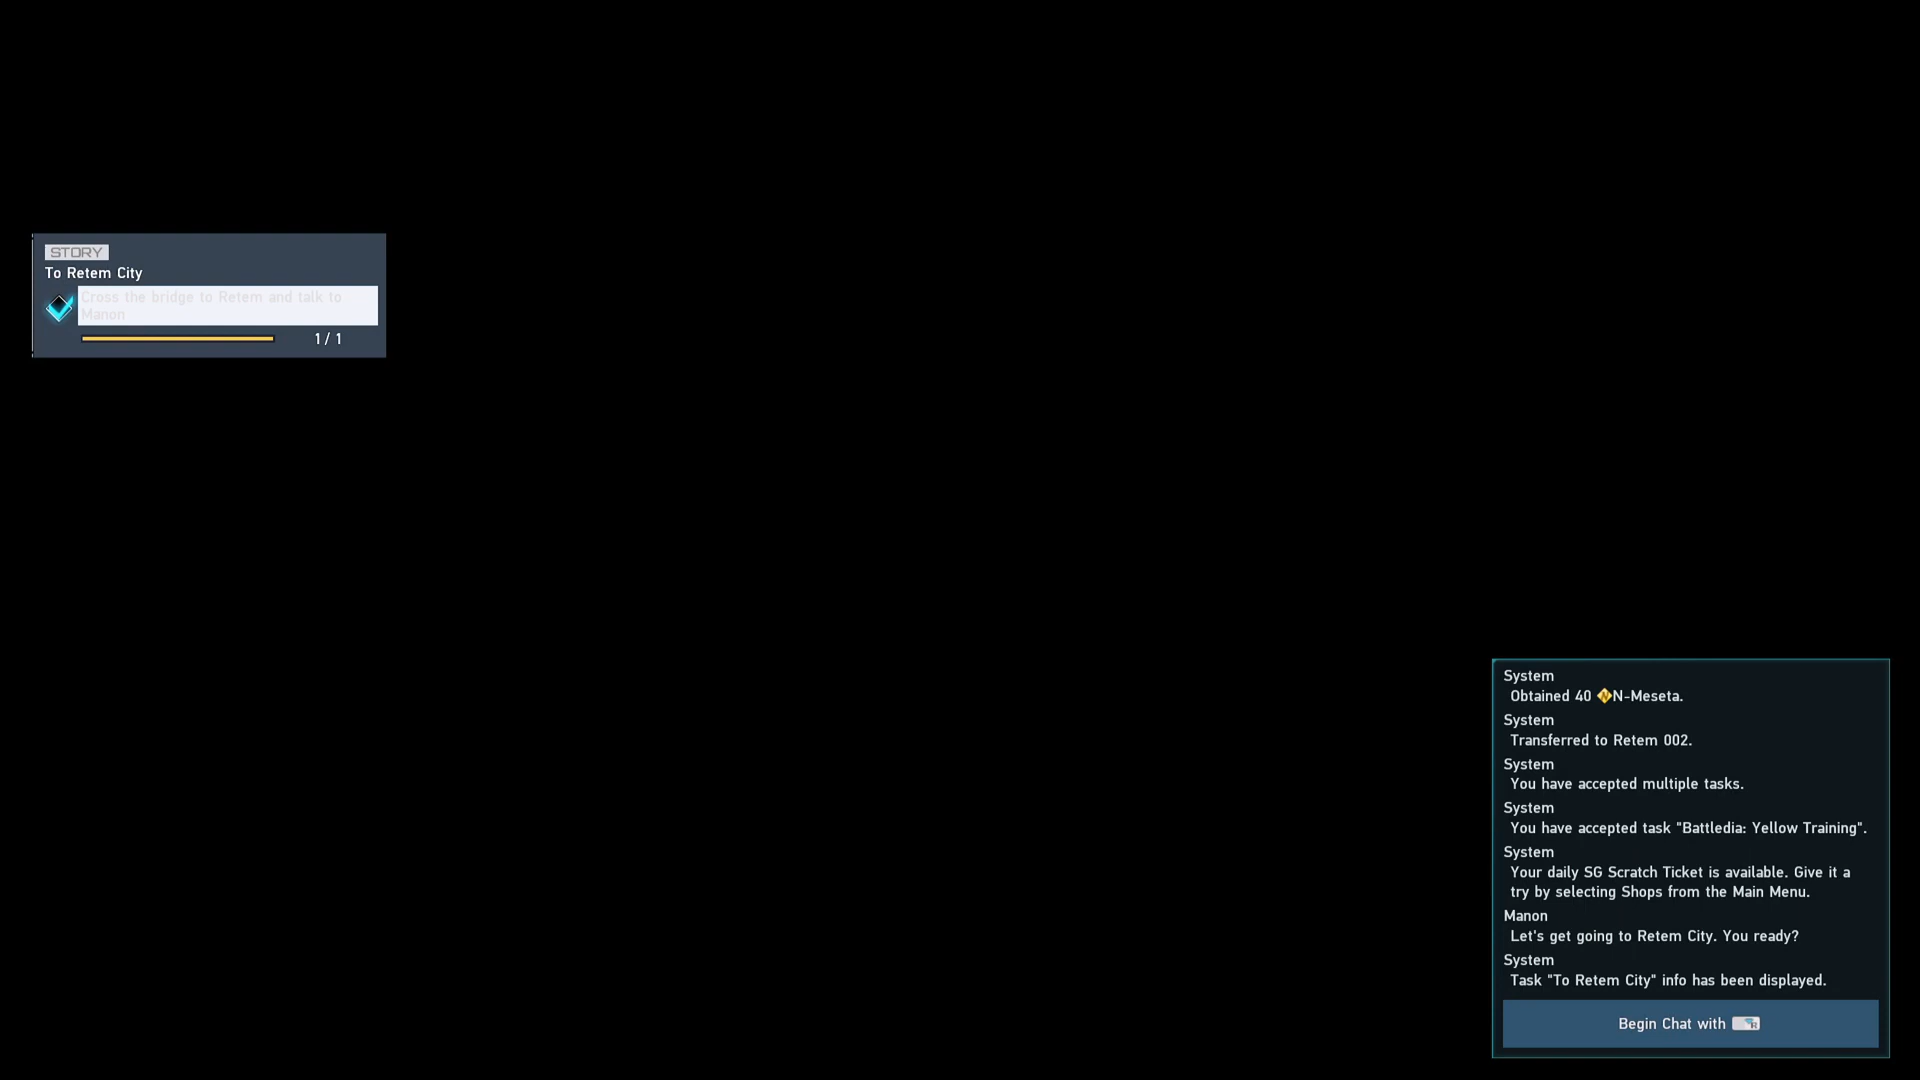 STORY
To Retem City
Cross the bridge to Retem and talk to
Manon
1 / 1
System
Obtained 40 N-Meseta.
System
Transferred to Retem 002.
System
You have accepted multiple tasks.
System
You have accepted task "Battledia: Yellow Training".
System
Your daily SG Scratch Ticket is available. Give it a
try by selecting Shops from the Main Menu.
Manon
Let's get going to Retem City. You ready?
System
Task "To Retem City" info has been displayed.
Begin Chat with